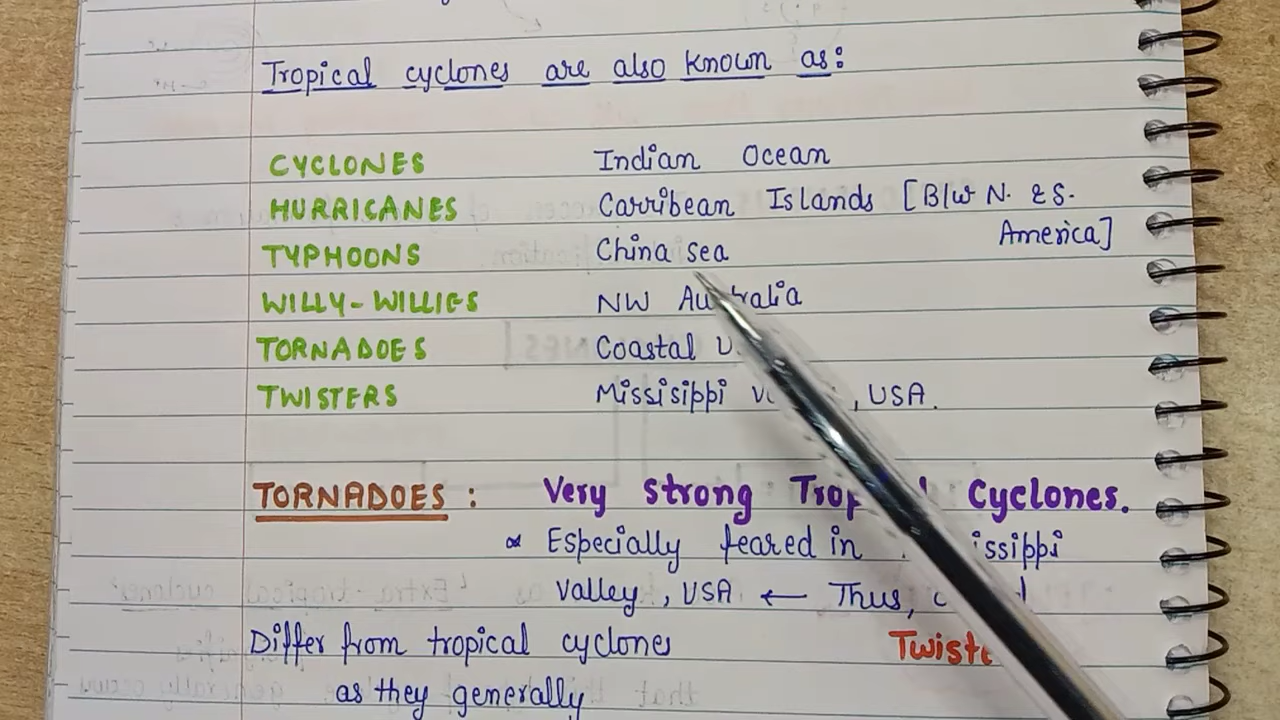 Tropical cyclones are also known as:
CYCLONES Indian Ocean
HURRICANES Carribean Islands [B/w N. & S.
America]
TYPHOONS China sea
WILLY-WILLIES NW Australia
TORNADOES Coastal
TWISTERS Missisippi , USA.
TORNADOES : Very strong Cyclones.
Especially feared in
Valley, USA ← Thus,
Differ from tropical cyclones
as they generally